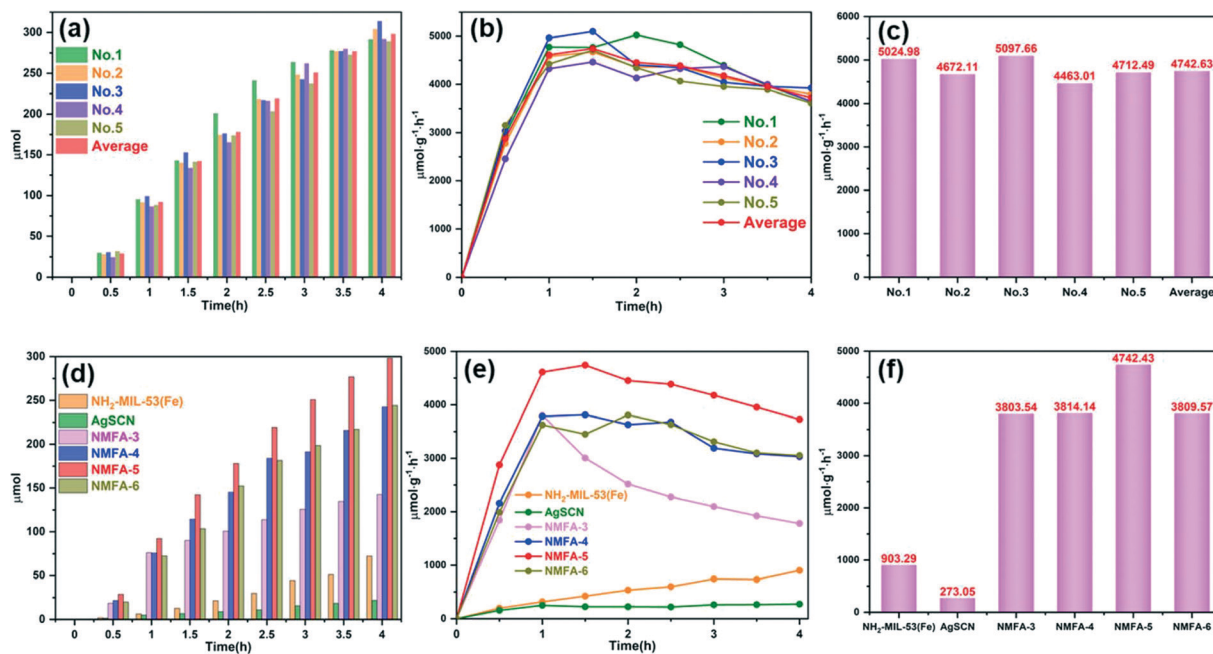 (a)
No.1
No.2
No.3
No.4
No.5
Average
300
250
200
150
100
50
0
μmol
0 0.5 1 1.5 2 2.5 3 3.5 4
Time(h)
(b)
5000
4000
3000
2000
1000
0
μmol·g⁻¹·h⁻¹
No.1
No.2
No.3
No.4
No.5
Average
0 1 2 3 4
Time(h)
(c)
6000
5000
4000
3000
2000
1000
0
μmol·g⁻¹·h⁻¹
5024.98 4672.11 5097.66 4463.01 4712.49 4742.63
No.1 No.2 No.3 No.4 No.5 Average
(d)
NH₂-MIL-53(Fe)
AgSCN
NMFA-3
NMFA-4
NMFA-5
NMFA-6
300
250
200
150
100
50
0
μmol
0 0.5 1 1.5 2 2.5 3 3.5 4
Time(h)
(e)
5000
4000
3000
2000
1000
0
μmol·g⁻¹·h⁻¹
NH₂-MIL-53(Fe)
AgSCN
NMFA-3
NMFA-4
NMFA-5
NMFA-6
0 1 2 3 4
Time(h)
(f)
5000
4000
3000
2000
1000
0
μmol·g⁻¹·h⁻¹
903.29 273.05 3803.54 3814.14 4742.43 3809.57
NH₂-MIL-53(Fe) AgSCN NMFA-3 NMFA-4 NMFA-5 NMFA-6